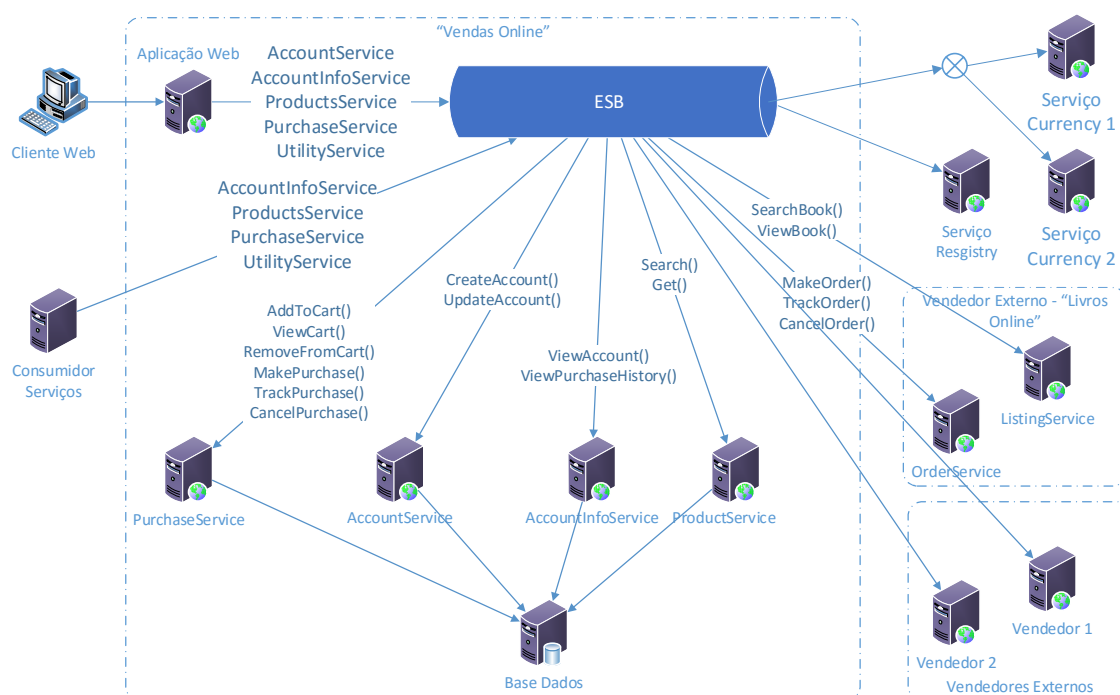 “Vendas Online”
Aplicação Web
AccountService
AccountInfoService
ProductsService
PurchaseService
UtilityService
ESB
Cliente Web
Serviço
Currency 1
Serviço
Resgistry
Serviço
Currency 2
AccountInfoService
ProductsService
PurchaseService
UtilityService
Consumidor
Serviços
AddToCart()
ViewCart()
RemoveFromCart()
MakePurchase()
TrackPurchase()
CancelPurchase()
CreateAccount()
UpdateAccount()
ViewAccount()
ViewPurchaseHistory()
Search()
Get()
SearchBook()
ViewBook()
MakeOrder()
TrackOrder()
CancelOrder()
Vendedor Externo - “Livros
Online”
ListingService
OrderService
PurchaseService
AccountService
AccountInfoService
ProductService
Base Dados
Vendedor 1
Vendedor 2
Vendedores Externos